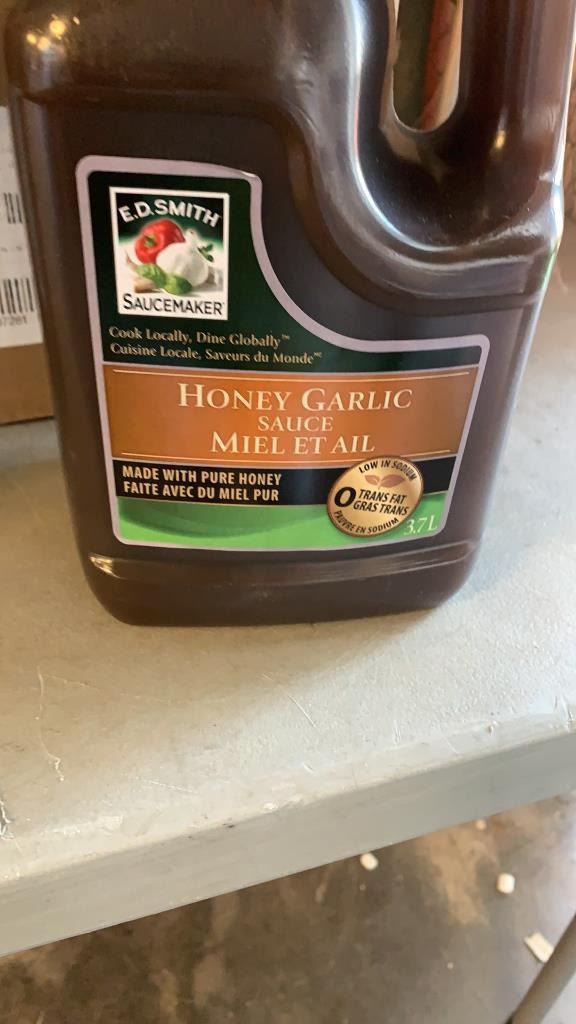 E.D. SMITH
SAUCEMAKER
Cook Locally, Dine Globally™
Cuisine Locale, Saveurs du Monde MC
HONEY GARLIC
SAUCE
MIEL ET AIL
MADE WITH PURE HONEY
FAITE AVEC DU MIEL PUR
LOW IN SODIUM
0 TRANS FAT
GRAS TRANS
PAUVRE EN SODIUM
3.7L